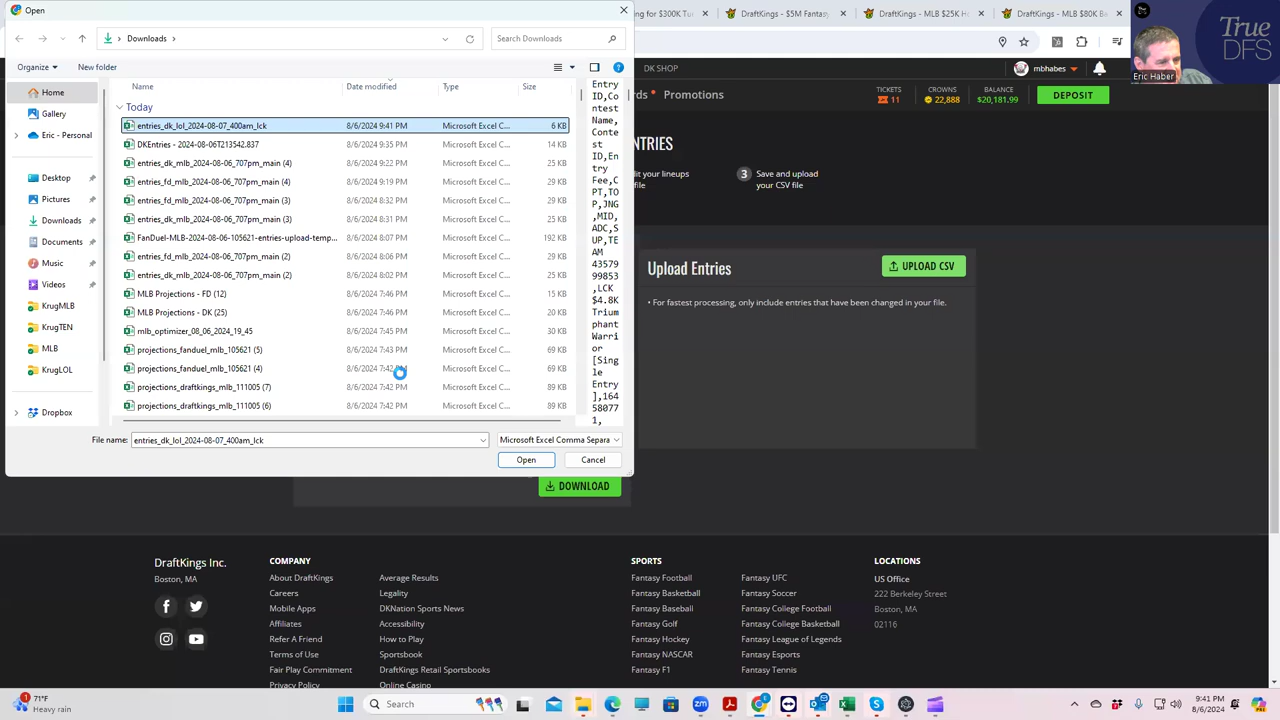 Open
g for $300K Tur
DraftKings - $5M Fantasy
DraftKings - MLB $25K H
DraftKings - MLB $80K B
True
DFS
Eric Haber
Downloads
Search Downloads
Organize
New folder
DK SHOP
mbhabes
rds
Promotions
TICKETS
11
CROWNS
22,888
BALANCE
$20,181.99
DEPOSIT
Name
Date modified
Type
Size
Today
Home
Gallery
Eric - Personal
Desktop
Pictures
Downloads
Documents
Music
Videos
KrugMLB
KrugTEN
MLB
KrugLOL
Dropbox
entries_dk_lol_2024-08-07_400am_lck 8/6/2024 9:41 PM Microsoft Excel C... 6 KB
DKEntries - 2024-08-06T213542.837 8/6/2024 9:35 PM Microsoft Excel C... 14 KB
entries_dk_mlb_2024-08-06_707pm_main (4) 8/6/2024 9:22 PM Microsoft Excel C... 29 KB
entries_fd_mlb_2024-08-06_707pm_main (4) 8/6/2024 9:19 PM Microsoft Excel C... 29 KB
entries_fd_mlb_2024-08-06_707pm_main (3) 8/6/2024 8:32 PM Microsoft Excel C... 29 KB
entries_dk_mlb_2024-08-06_707pm_main (3) 8/6/2024 8:31 PM Microsoft Excel C... 29 KB
FanDuel-MLB-2024-08-06-105621-entries-upload-temp... 8/6/2024 8:07 PM Microsoft Excel C... 192 KB
entries_fd_mlb_2024-08-06_707pm_main (2) 8/6/2024 8:06 PM Microsoft Excel C... 29 KB
entries_dk_mlb_2024-08-06_707pm_main (2) 8/6/2024 8:02 PM Microsoft Excel C... 29 KB
MLB Projections - FD (12) 8/6/2024 7:46 PM Microsoft Excel C... 15 KB
MLB Projections - DK (25) 8/6/2024 7:46 PM Microsoft Excel C... 20 KB
mlb_optimizer_08_06_2024_19_45 8/6/2024 7:45 PM Microsoft Excel C... 30 KB
projections_fanduel_mlb_105621 (5) 8/6/2024 7:43 PM Microsoft Excel C... 69 KB
projections_fanduel_mlb_105621 (4) 8/6/2024 7:42 PM Microsoft Excel C... 69 KB
projections_draftkings_mlb_111005 (7) 8/6/2024 7:42 PM Microsoft Excel C... 89 KB
projections_draftkings_mlb_111005 (6) 8/6/2024 7:42 PM Microsoft Excel C... 89 KB
Entry
ID,Co
ntest
Name,
Conte
st
ID,En
try
Fee,C
PT,TO
P,JNG
,MID,
ADC,S
UP,TE
AM
43579
99853
,LCK
$4.8K
Trium
phant
Warri
or
[Sing
le
Entry
],164
58077
1,
File name:
entries_dk_lol_2024-08-07_400am_lck
Microsoft Excel Comma Separa
Open
Cancel
NTRIES
dit your lineups
file
3
Save and upload
your CSV file
Upload Entries
UPLOAD CSV
• For fastest processing, only include entries that have been changed in your file.
DOWNLOAD
DraftKings Inc.
Boston, MA
COMPANY
About DraftKings
Careers
Mobile Apps
Affiliates
Refer A Friend
Terms of Use
Fair Play Commitment
Privacy Policy
Average Results
Legality
DKNation Sports News
Accessibility
How to Play
Sportsbook
DraftKings Retail Sportsbooks
Online Casino
SPORTS
Fantasy Football
Fantasy Basketball
Fantasy Baseball
Fantasy Golf
Fantasy Hockey
Fantasy NASCAR
Fantasy F1
Fantasy UFC
Fantasy Soccer
Fantasy College Football
Fantasy College Basketball
Fantasy League of Legends
Fantasy Esports
Fantasy Tennis
LOCATIONS
US Office
222 Berkeley Street
Boston, MA
02116
1
71°F
Heavy rain
Search
9:41 PM
8/6/2024